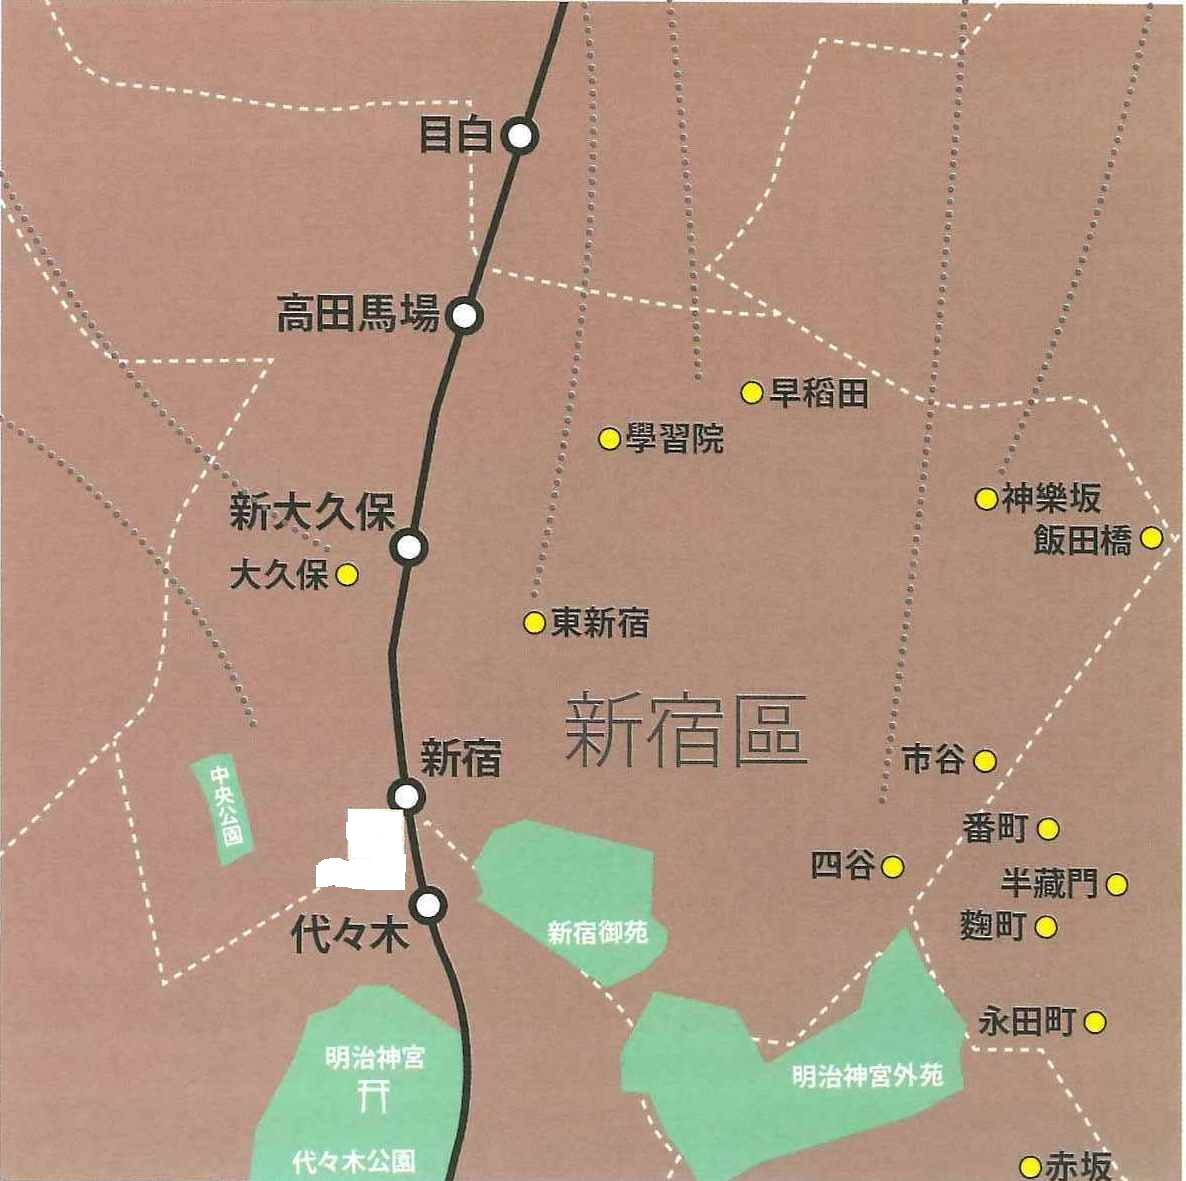 目白
高田馬場
早稻田
學習院
新大久保
神樂坂
飯田橋
大久保
東新宿
新宿區
新宿
市谷
中央公園
番町
四谷
半藏門
麴町
代々木
新宿御苑
永田町
明治神宮
明治神宮外苑
代々木公園
赤坂